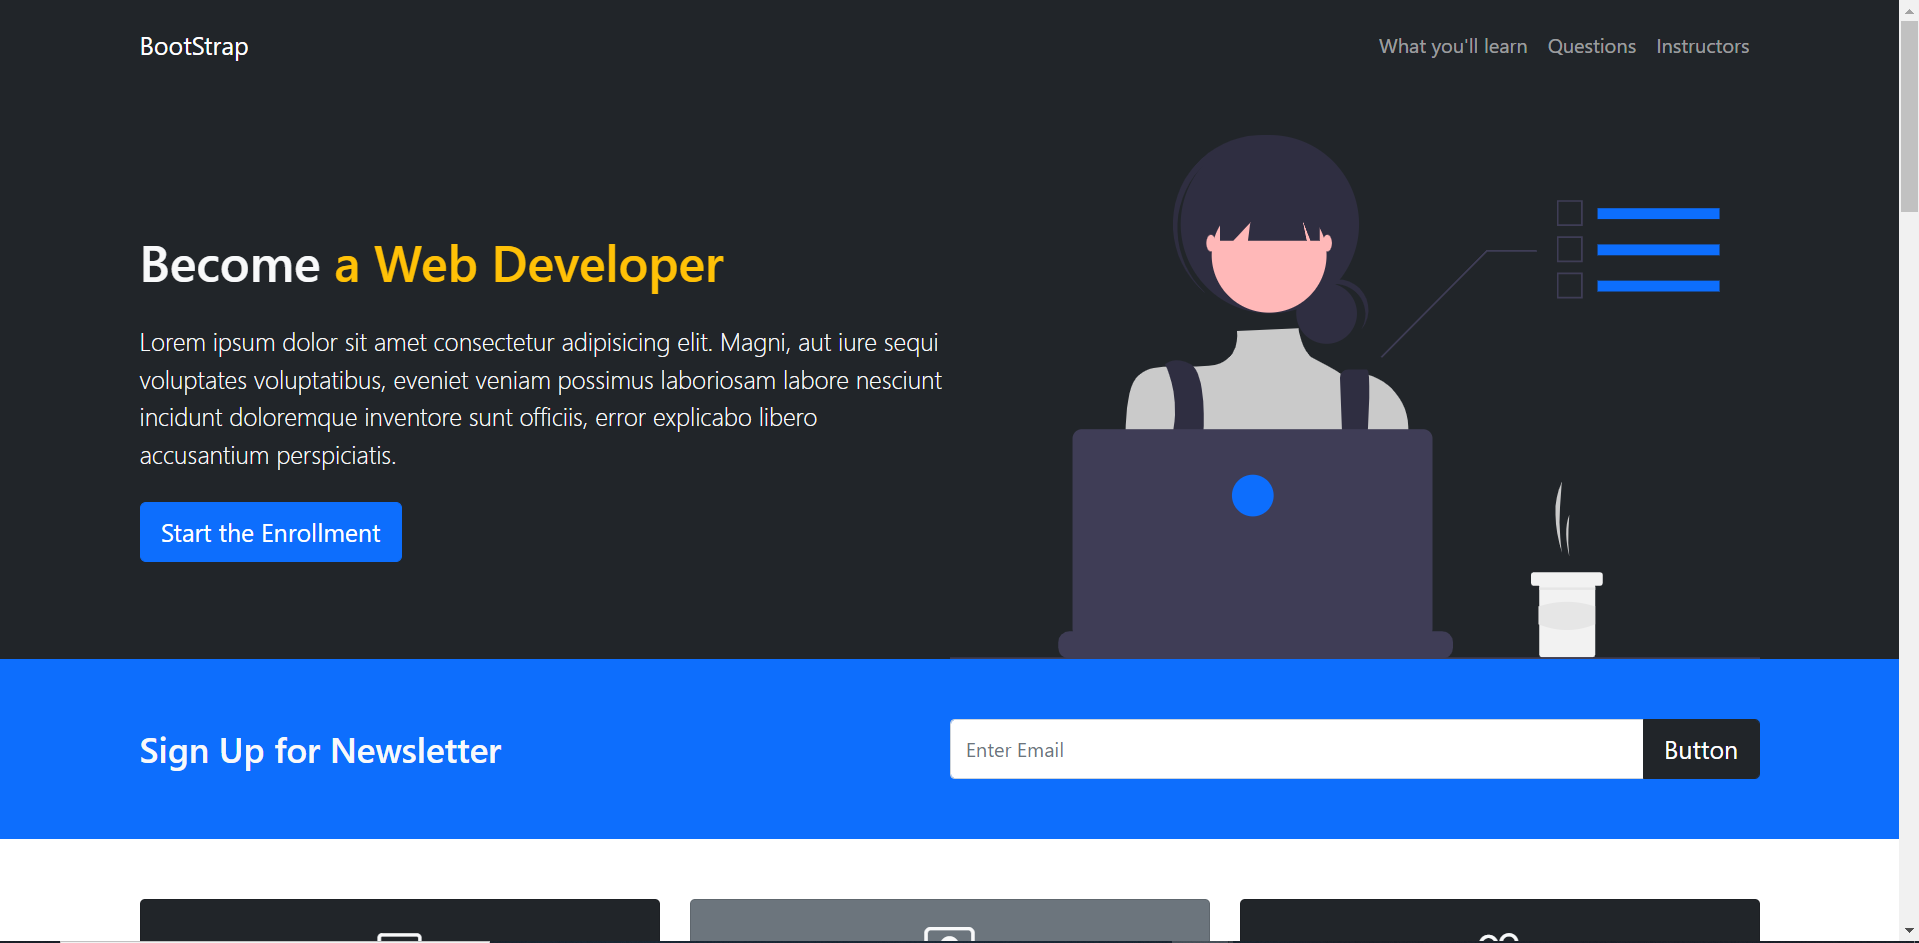 BootStrap
What you'll learn Questions Instructors
Become a Web Developer
Lorem ipsum dolor sit amet consectetur adipisicing elit. Magni, aut iure sequi
voluptates voluptatibus, eveniet veniam possimus laboriosam labore nesciunt
incidunt doloremque inventore sunt officiis, error explicabo libero
accusantium perspiciatis.
Start the Enrollment
Sign Up for Newsletter
Enter Email
Button